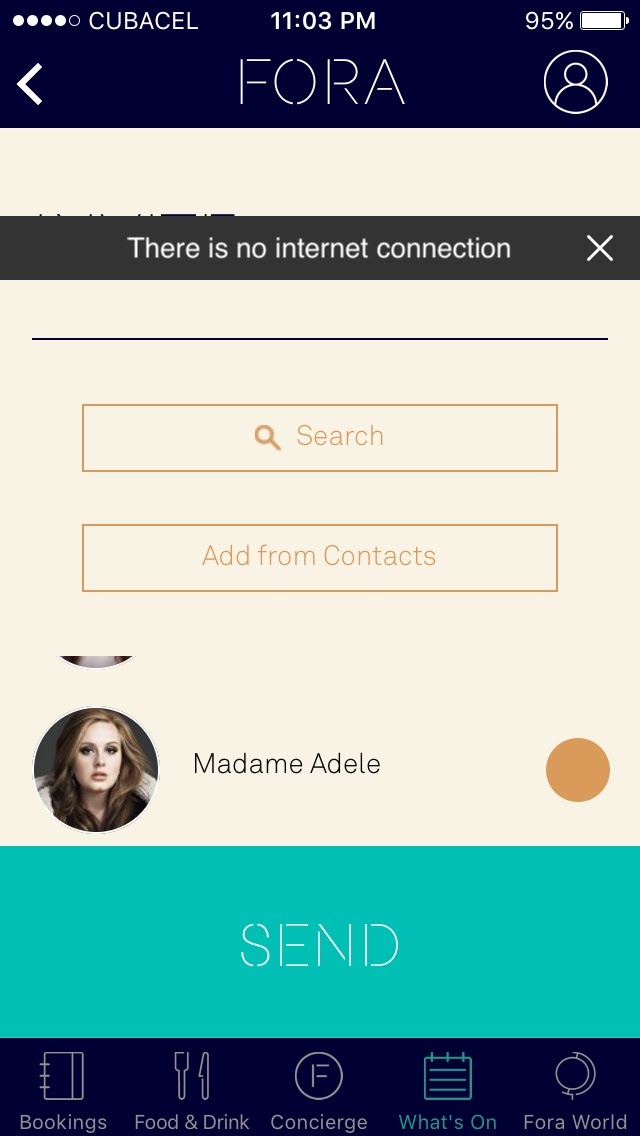 CUBACEL 11:03 PM 95%
FORA
There is no internet connection
Search
Add from Contacts
Madame Adele
SEND
F
Bookings Food & Drink Concierge What's On Fora World